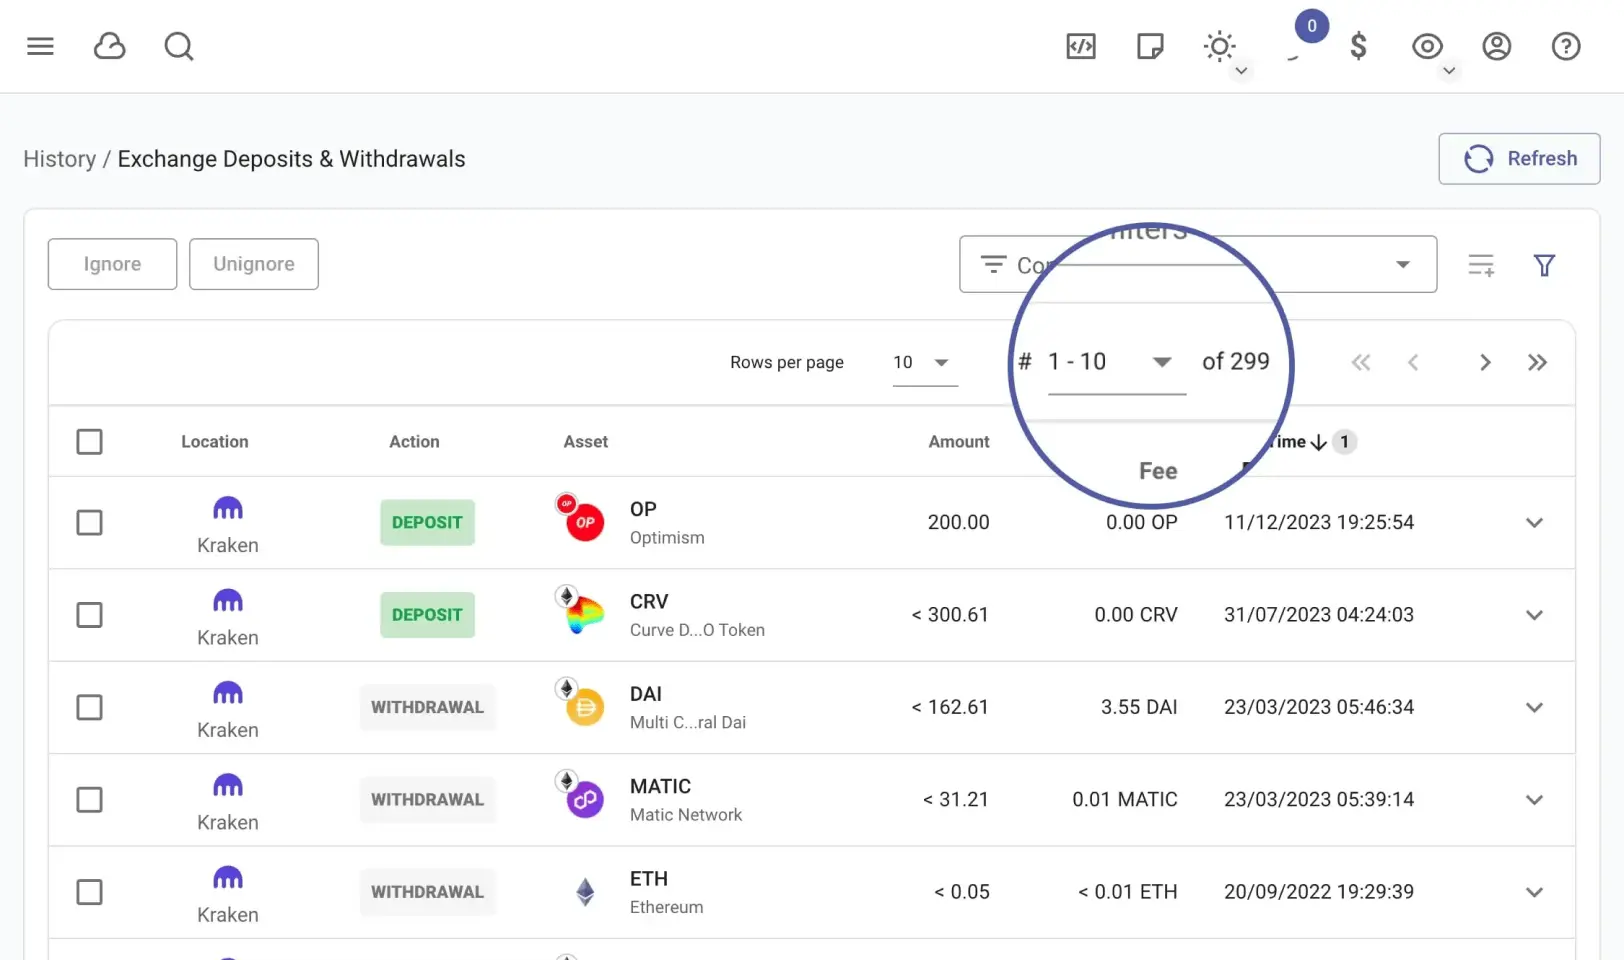 0
History / Exchange Deposits & Withdrawals
Refresh
Ignore
Unignore
Rows per page
10
# 1 - 10
of 299
Location
Action
Asset
Amount
Fee
1
Kraken
DEPOSIT
OP
OP
OP
Optimism
200.00
0.00 OP
11/12/2023 19:25:54
Kraken
DEPOSIT
CRV
Curve D...O Token
< 300.61
0.00 CRV
31/07/2023 04:24:03
Kraken
WITHDRAWAL
DAI
Multi C...ral Dai
< 162.61
3.55 DAI
23/03/2023 05:46:34
Kraken
WITHDRAWAL
MATIC
Matic Network
< 31.21
0.01 MATIC
23/03/2023 05:39:14
Kraken
WITHDRAWAL
ETH
Ethereum
< 0.05
< 0.01 ETH
20/09/2022 19:29:39